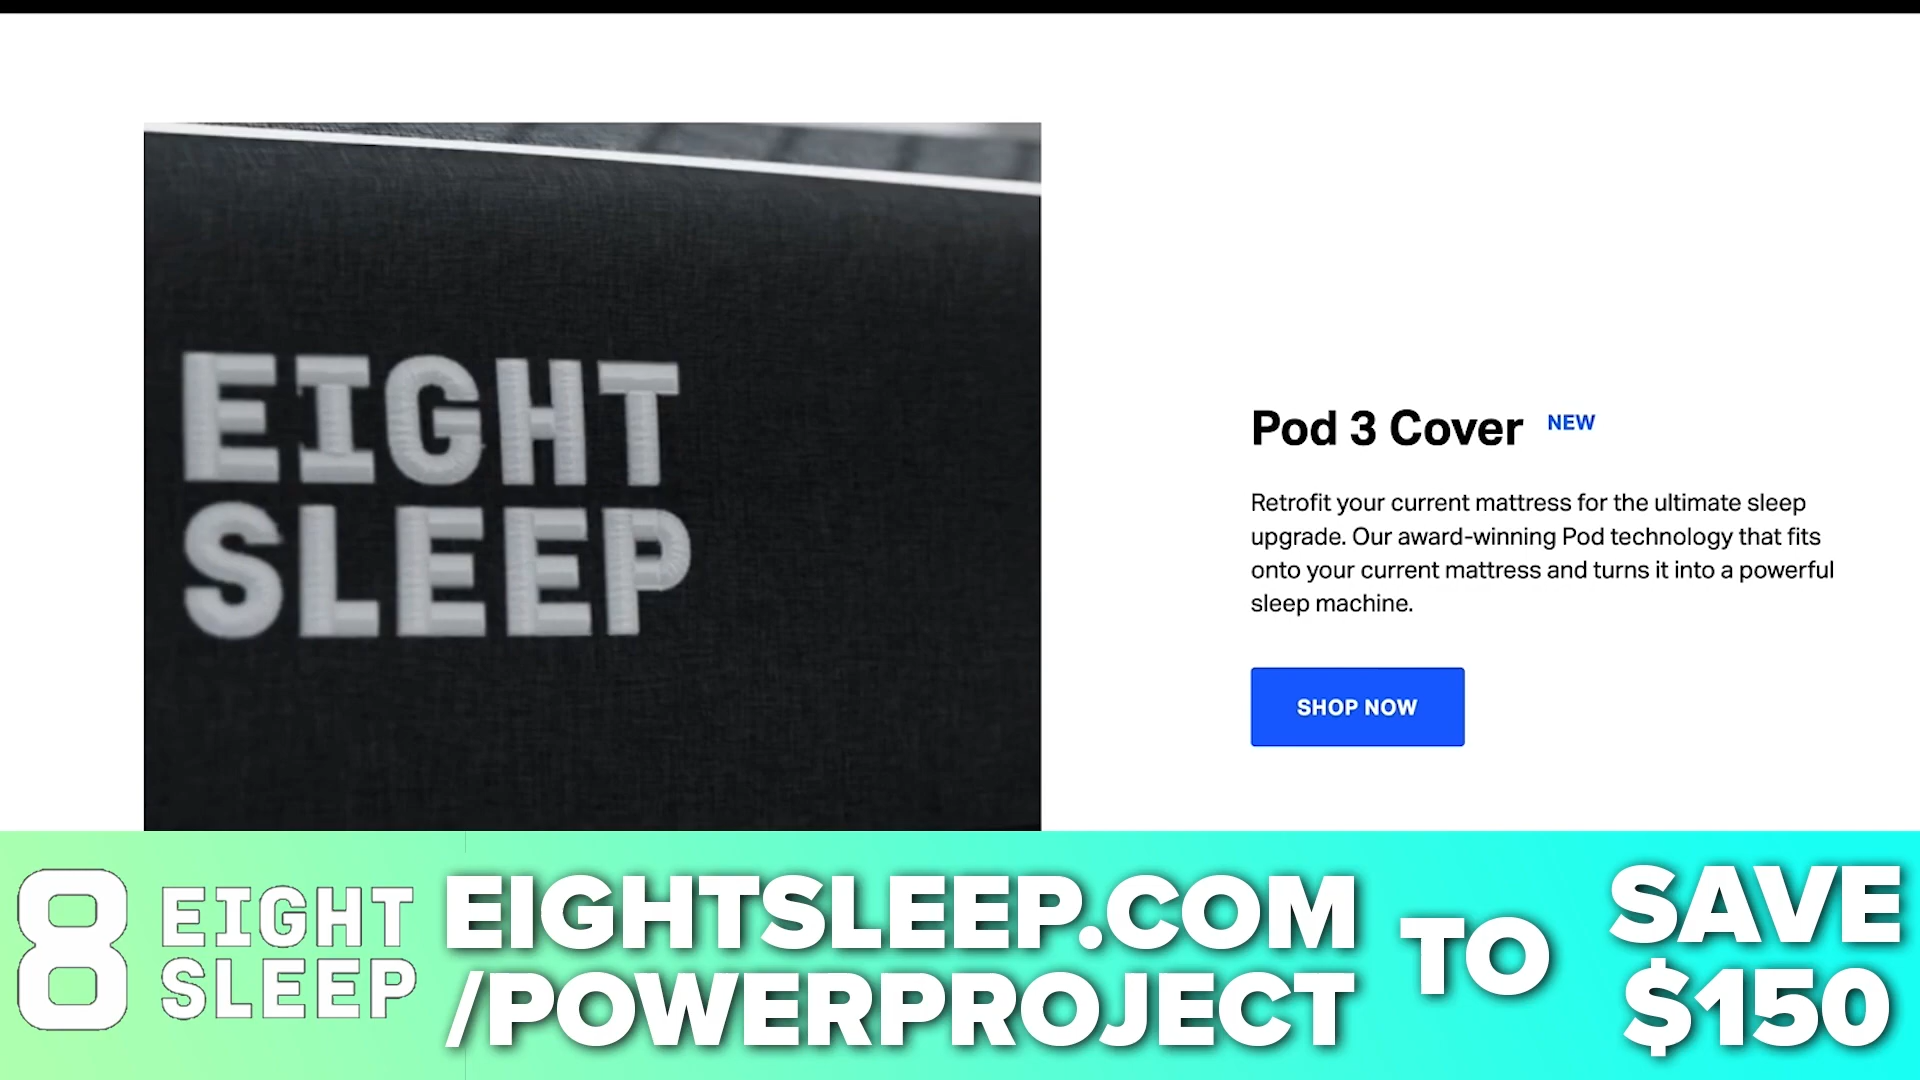 EIGHT
SLEEP
Pod 3 Cover NEW
Retrofit your current mattress for the ultimate sleep
upgrade. Our award-winning Pod technology that fits
onto your current mattress and turns it into a powerful
sleep machine.
SHOP NOW
8 EIGHT
SLEEP
EIGHTSLEEP.COM
/POWERPROJECT
TO
SAVE
$150